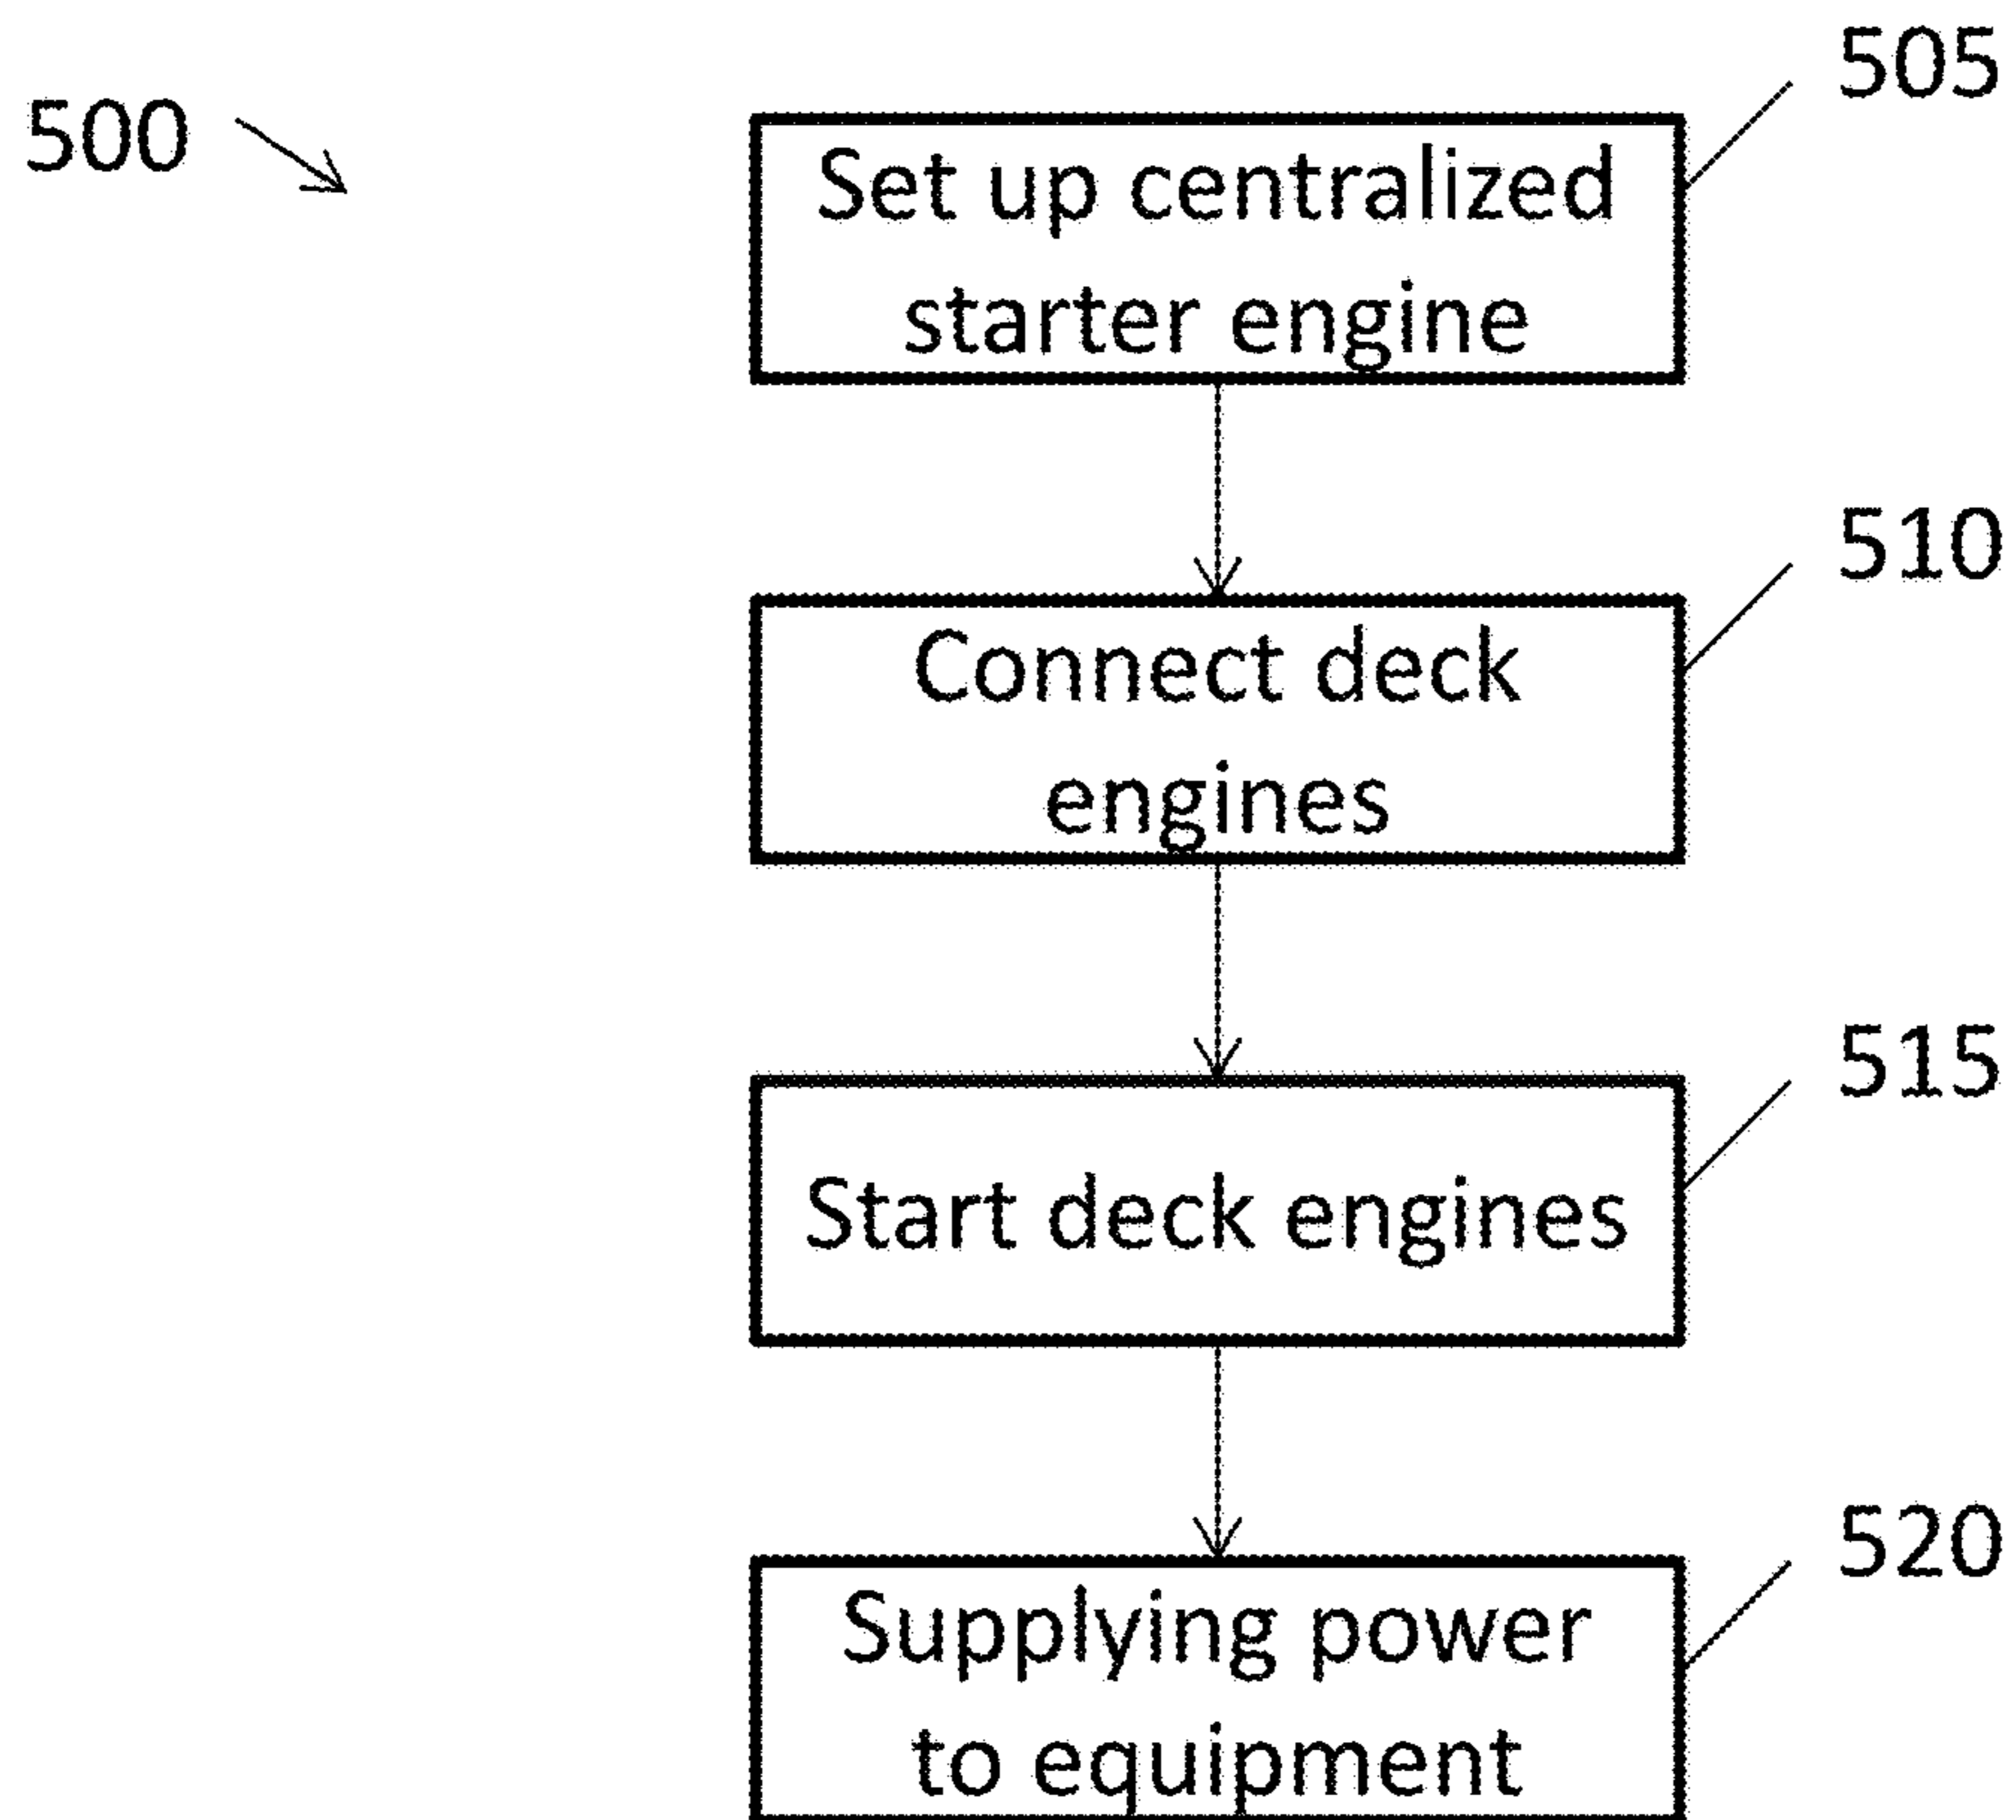 505
500
Set up centralized
starter engine
510
Connect deck
engines
515
Start deck engines
520
Supplying power
to equipment